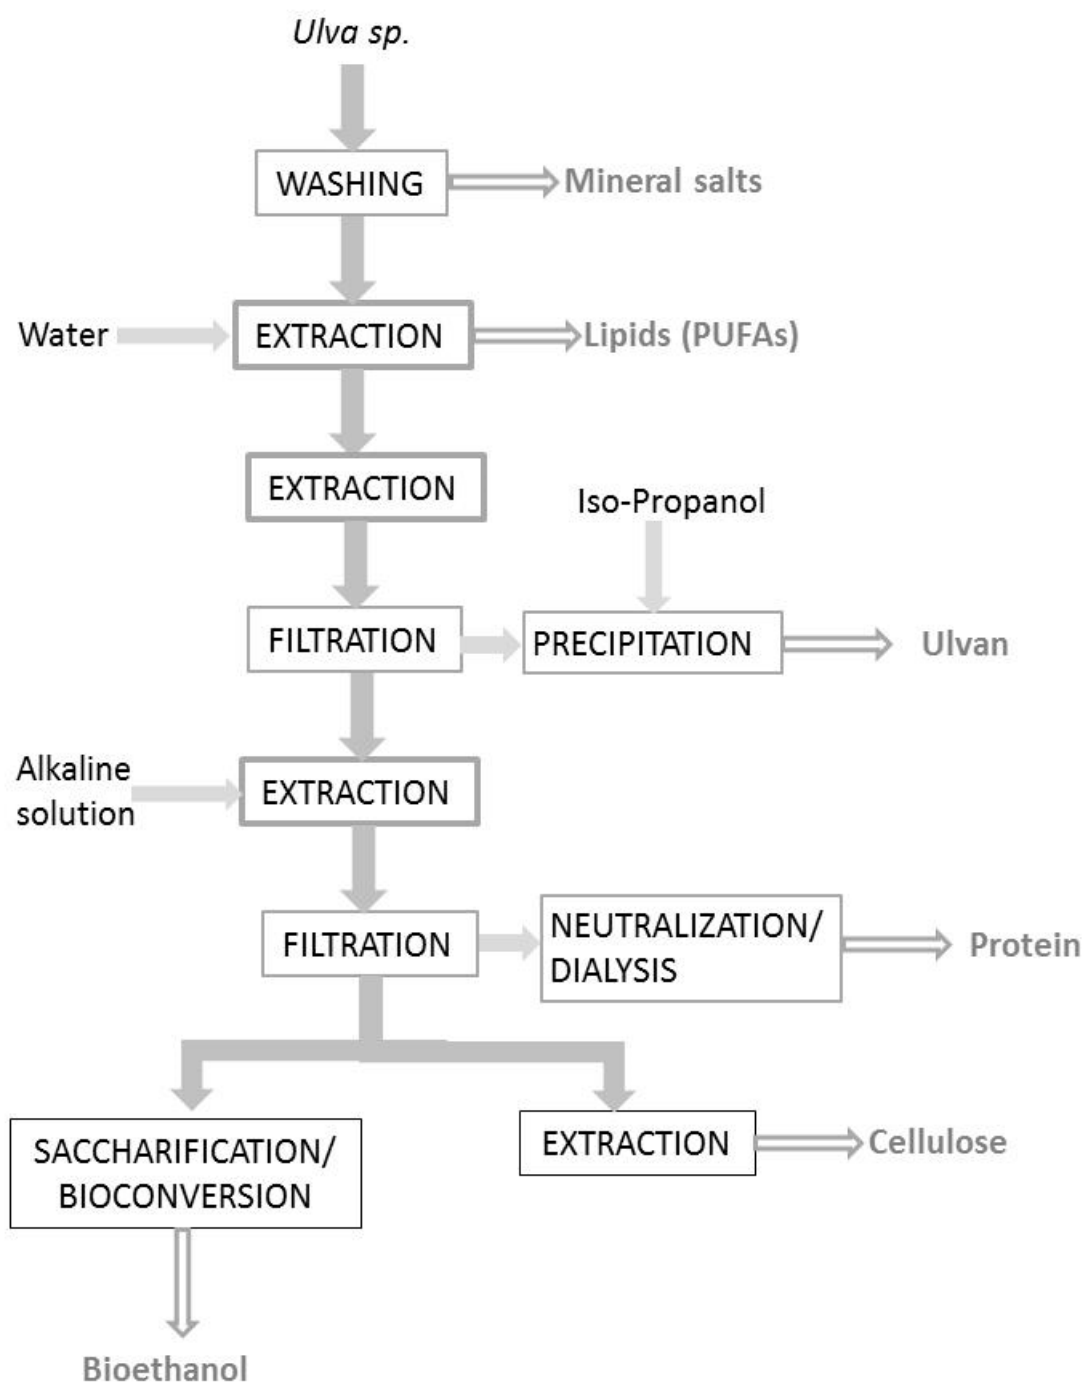 Ulva sp.
WASHING
Mineral salts
Water
EXTRACTION
Lipids (PUFAs)
EXTRACTION
Iso-Propanol
FILTRATION
PRECIPITATION
Ulvan
Alkaline
solution
EXTRACTION
FILTRATION
NEUTRALIZATION/
DIALYSIS
Protein
SACCHARIFICATION/
BIOCONVERSION
EXTRACTION
Cellulose
Bioethanol